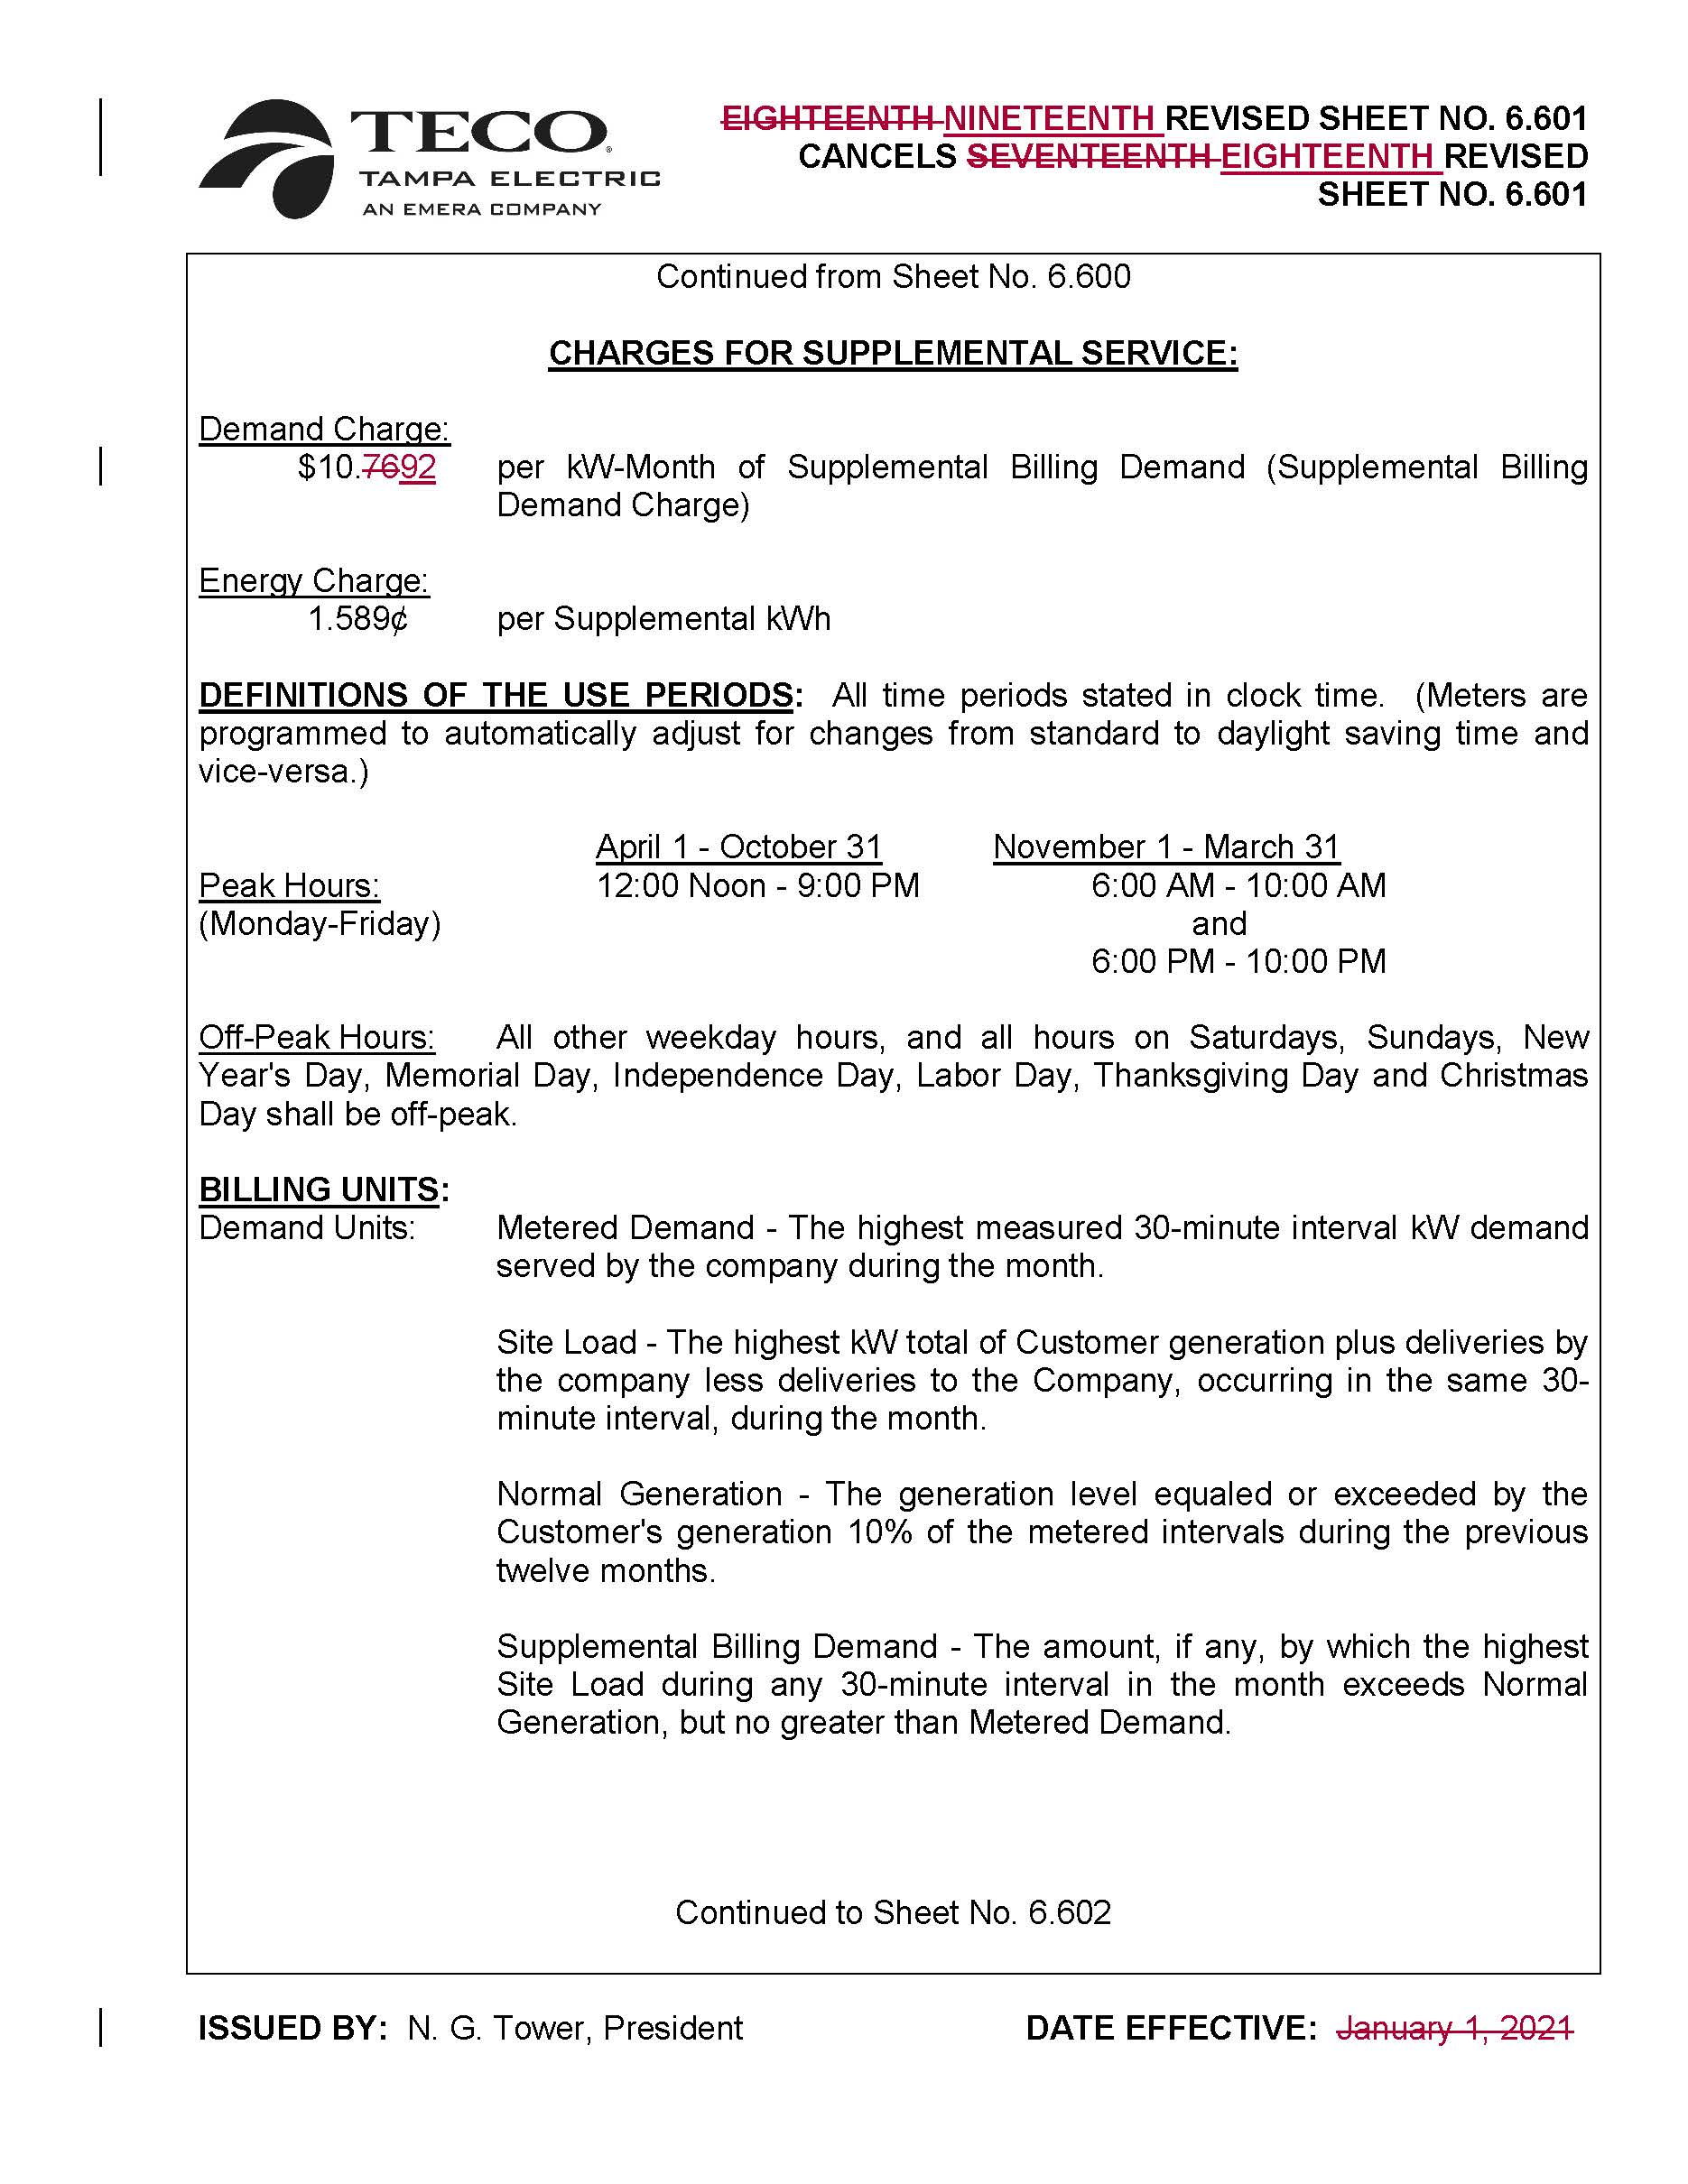 TECO®
TAMPA ELECTRIC
AN EMERA COMPANY
EIGHTEENTH NINETEENTH REVISED SHEET NO. 6.601
CANCELS SEVENTEENTH EIGHTEENTH REVISED
SHEET NO. 6.601
Continued from Sheet No. 6.600
CHARGES FOR SUPPLEMENTAL SERVICE:
Demand Charge:
$10.7692 per kW-Month of Supplemental Billing Demand (Supplemental Billing
Demand Charge)
Energy Charge:
1.589¢ per Supplemental kWh
DEFINITIONS OF THE USE PERIODS: All time periods stated in clock time. (Meters are
programmed to automatically adjust for changes from standard to daylight saving time and
vice-versa.)
April 1 - October 31 November 1 - March 31
Peak Hours: 12:00 Noon - 9:00 PM 6:00 AM - 10:00 AM
(Monday-Friday) and
6:00 PM - 10:00 PM
Off-Peak Hours: All other weekday hours, and all hours on Saturdays, Sundays, New
Year's Day, Memorial Day, Independence Day, Labor Day, Thanksgiving Day and Christmas
Day shall be off-peak.
BILLING UNITS:
Demand Units: Metered Demand - The highest measured 30-minute interval kW demand
served by the company during the month.
Site Load - The highest kW total of Customer generation plus deliveries by
the company less deliveries to the Company, occurring in the same 30-
minute interval, during the month.
Normal Generation - The generation level equaled or exceeded by the
Customer's generation 10% of the metered intervals during the previous
twelve months.
Supplemental Billing Demand - The amount, if any, by which the highest
Site Load during any 30-minute interval in the month exceeds Normal
Generation, but no greater than Metered Demand.
Continued to Sheet No. 6.602
ISSUED BY: N. G. Tower, President DATE EFFECTIVE: January 1, 2021